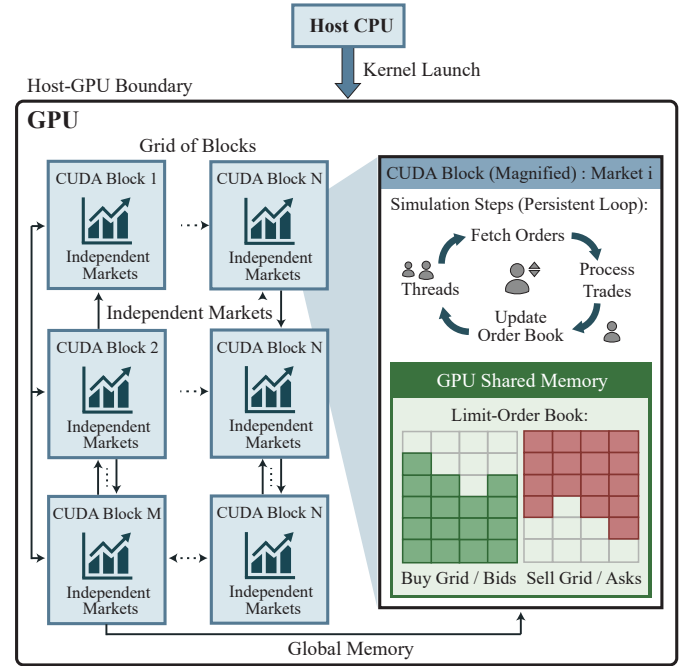 Host CPU
Kernel Launch
Host-GPU Boundary
GPU
Grid of Blocks
CUDA Block 1
Independent
Markets
CUDA Block N
Independent
Markets
Independent Markets
CUDA Block 2
Independent
Markets
CUDA Block N
Independent
Markets
CUDA Block M
Independent
Markets
CUDA Block N
Independent
Markets
Global Memory
CUDA Block (Magnified) : Market i
Simulation Steps (Persistent Loop):
Fetch Orders
Process
Trades
Update
Order Book
Threads
GPU Shared Memory
Limit-Order Book:
Buy Grid / Bids
Sell Grid / Asks